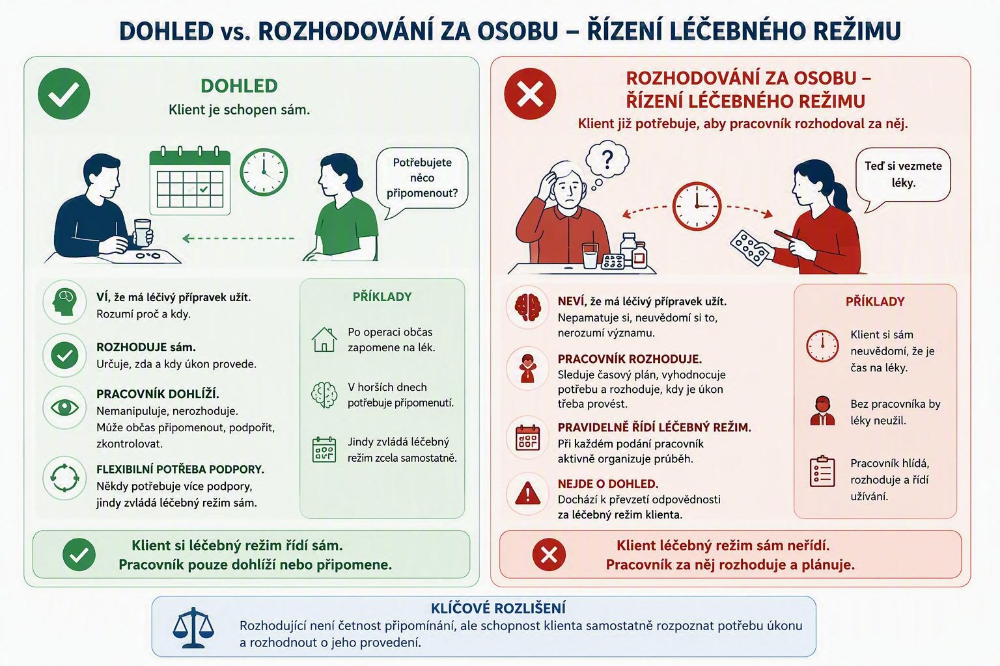 DOHLED vs. ROZHODOVÁNÍ ZA OSOBU – ŘÍZENÍ LÉČEBNÉHO REŽIMU
DOHLED
Klient je schopen sám.
Potřebujete
něco
připomenout?
VÍ, že má léčivý přípravek užít.
Rozumí proč a kdy.
ROZHODUJE sám.
Určuje, zda a kdy úkon provede.
PRACOVNÍK DOHLÍŽÍ.
Nemanipuluje, nerozhoduje.
Může občas připomenout, podpořit,
zkontrolovat.
FLEXIBILNÍ POTŘEBA PODPORY.
Někdy potřebuje více podpory,
jindy zvládá léčebný režim sám.
PŘÍKLADY
Po operaci občas
zapomene na lék.
V horších dnech
potřebuje připomenutí.
Jindy zvládá léčebný
režim zcela samostatně.
Klient si léčebný režim řídí sám.
Pracovník pouze dohlíží nebo připomene.
ROZHODOVÁNÍ ZA OSOBU –
ŘÍZENÍ LÉČEBNÉHO REŽIMU
Klient již potřebuje, aby pracovník rozhodoval za něj.
?
Teď si vezmete
léky.
NEVÍ, že má léčivý přípravek užít.
Nepamatuje si, neuvědomí si to,
nerozumí významu.
PRACOVNÍK ROZHODUJE.
Sleduje časový plán, vyhodnocuje
potřebu a rozhoduje, kdy je úkon
třeba provést.
PRAVIDELNĚ ŘÍDÍ LÉČEBNÝ REŽIM.
Při každém podání pracovník
aktivně organizuje průběh.
NEJDE O DOHLED.
Dochází k převzetí odpovědnosti
za léčebný režim klienta.
PŘÍKLADY
Klient si sám
neuvědomí, že je
čas na léky.
Bez pracovníka by
léky neužil.
Pracovník hlídá,
rozhoduje a řídí
užívání.
Klient léčebný režim sám neřídí.
Pracovník za něj rozhoduje a plánuje.
KLÍČOVÉ ROZLIŠENÍ
Rozhodující není četnost připomínání, ale schopnost klienta samostatně rozpoznat potřebu úkonu
a rozhodnout o jeho provedení.